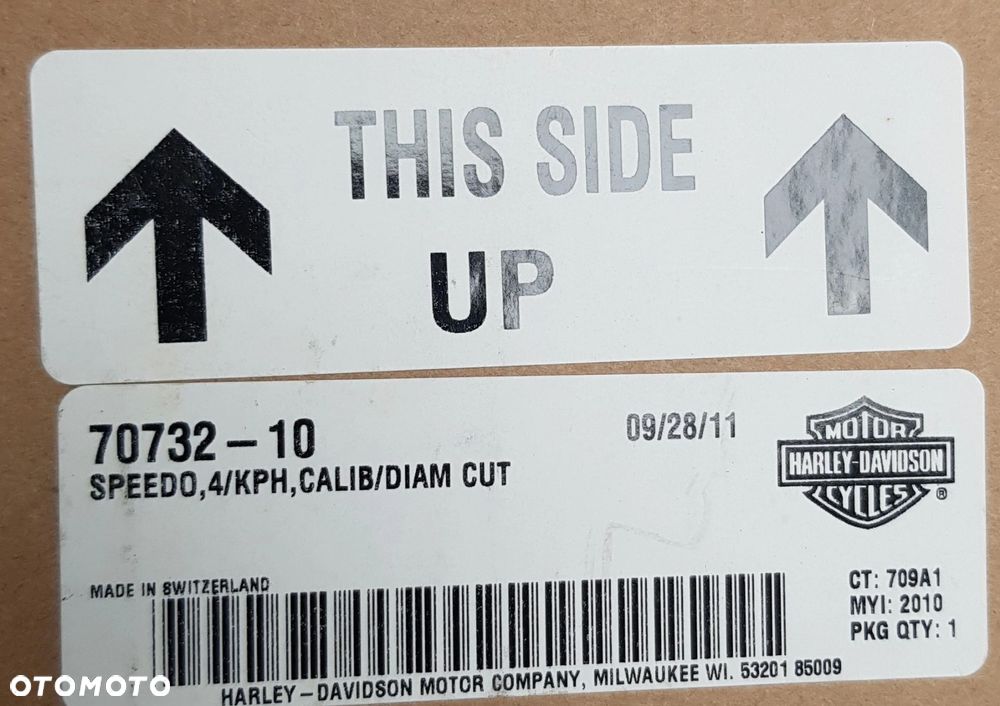 THIS SIDE
UP
70732-10
09/28/11
SPEEDO,4/KPH,CALIB/DIAM CUT
MOTOR
HARLEY-DAVIDSON
CYCLES
®
MADE IN SWITZERLAND
CT: 709A1
MYI: 2010
PKG QTY: 1
HARLEY-DAVIDSON MOTOR COMPANY, MILWAUKEE WI. 53201 85009
OTOMOTO